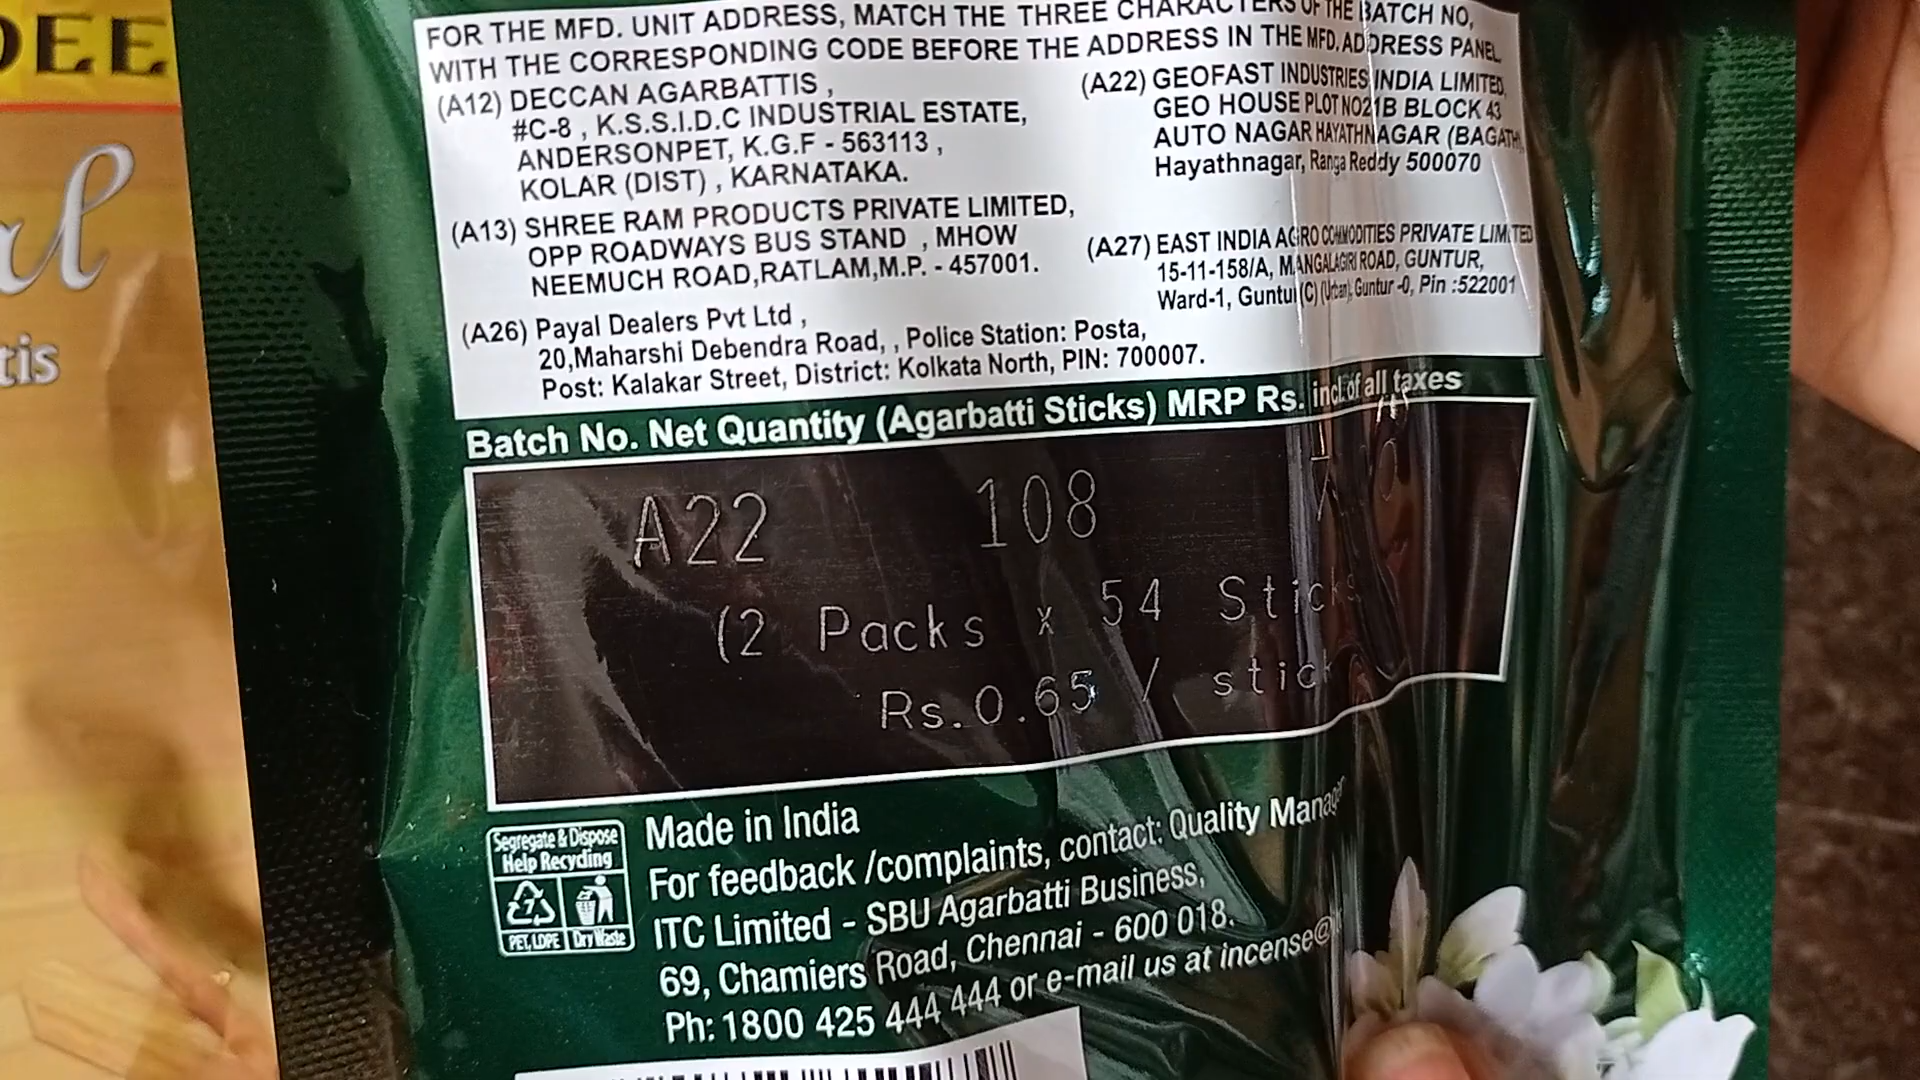 DEE
al
tis
FOR THE MFD. UNIT ADDRESS, MATCH THE THREE CHARACTERS OF THE BATCH NO,
WITH THE CORRESPONDING CODE BEFORE THE ADDRESS IN THE MFD. ADDRESS PANEL
(A12) DECCAN AGARBATTIS ,
#C-8 , K.S.S.I.D.C INDUSTRIAL ESTATE,
ANDERSONPET, K.G.F - 563113 ,
KOLAR (DIST) , KARNATAKA.
(A13) SHREE RAM PRODUCTS PRIVATE LIMITED,
OPP ROADWAYS BUS STAND , MHOW
NEEMUCH ROAD,RATLAM,M.P. - 457001.
(A26) Payal Dealers Pvt Ltd ,
20,Maharshi Debendra Road, , Police Station: Posta,
Post: Kalakar Street, District: Kolkata North, PIN: 700007.
(A22) GEOFAST INDUSTRIES INDIA LIMITED
GEO HOUSE PLOT NO21B BLOCK 43
AUTO NAGAR HAYATHNAGAR (BAGATH)
Hayathnagar, Ranga Reddy 500070
(A27) EAST INDIA AGRO COMMODITIES PRIVATE LIMITED
15-11-158/A, MANGALAGIRI ROAD, GUNTUR,
Ward-1, Guntur (C) (Urban), Guntur -0, Pin :522001
Batch No. Net Quantity (Agarbatti Sticks) MRP Rs. incl. of all taxes
A22 108
(2 Packs x 54 Sticks
Rs.0.65 / stick
Segregate & Dispose
Help Recycling
7
PET, LDPE Dry Waste
Made in India
For feedback /complaints, contact: Quality Manager
ITC Limited - SBU Agarbatti Business,
69, Chamiers Road, Chennai - 600 018.
Ph: 1800 425 444 444 or e-mail us at incense@